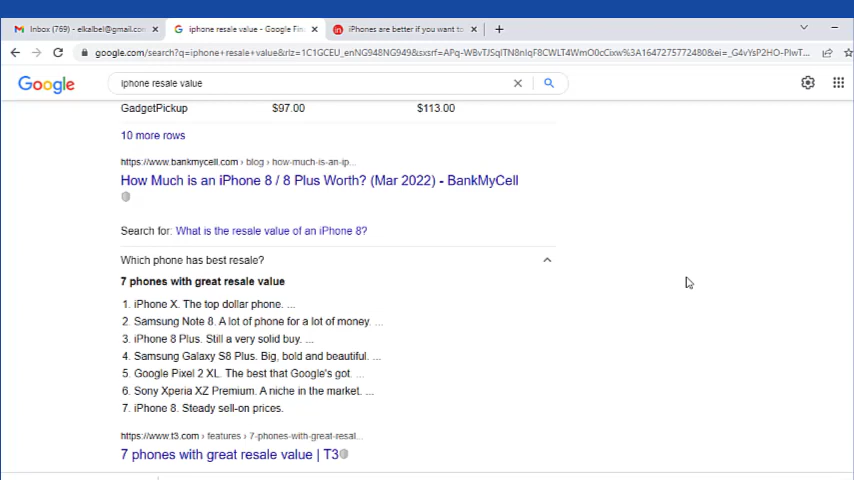 Inbox (769) - elkalbel@gmail.com
iphone resale value - Google Fin
iPhones are better if you want to
google.com/search?q=iphone+resale+value&rlz=1C1GCEU_enNG948NG949&sxsrf=APq-WBvTJSqITN8nIqF8CWLT4WmO0cCixw%3A1647275772480&ei=_G4vYsP2HO-PlwT...
Google
iphone resale value
GadgetPickup $97.00 $113.00
10 more rows
https://www.bankmycell.com › blog › how-much-is-an-ip...
How Much is an iPhone 8 / 8 Plus Worth? (Mar 2022) - BankMyCell
Search for: What is the resale value of an iPhone 8?
Which phone has best resale?
7 phones with great resale value
1. iPhone X. The top dollar phone. ...
2. Samsung Note 8. A lot of phone for a lot of money. ...
3. iPhone 8 Plus. Still a very solid buy. ...
4. Samsung Galaxy S8 Plus. Big, bold and beautiful. ...
5. Google Pixel 2 XL. The best that Google's got. ...
6. Sony Xperia XZ Premium. A niche in the market. ...
7. iPhone 8. Steady sell-on prices.
https://www.t3.com › features › 7-phones-with-great-resal...
7 phones with great resale value | T3